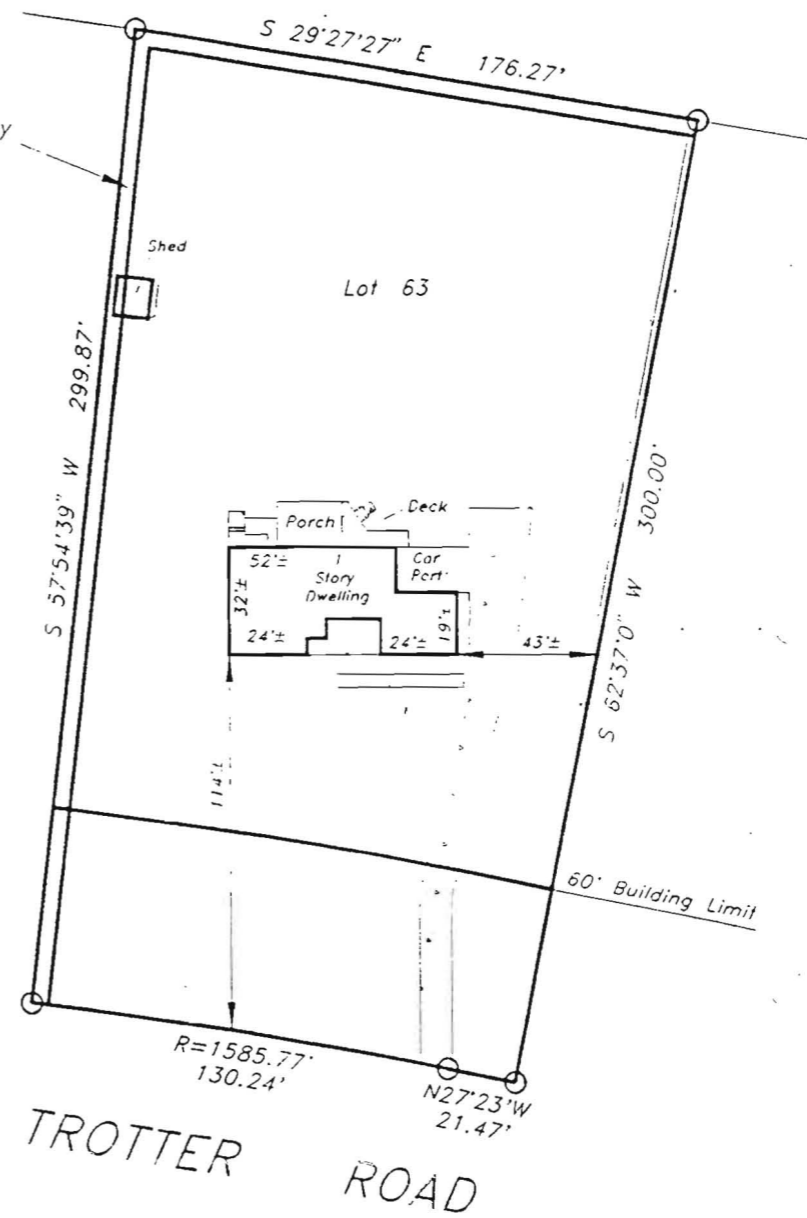 S 29°27'27" E 176.27'
y
Shed
Lot 63
S 57°54'39" W 299.87'
S 62°37'0" W 300.00'
Porch
Deck
52'±
1
Story
Dwelling
Car
Port
32'±
19'±
24'±
24'±
43'±
114'±
60' Building Limit
R=1585.77'
130.24'
N27°23'W
21.47'
TROTTER ROAD